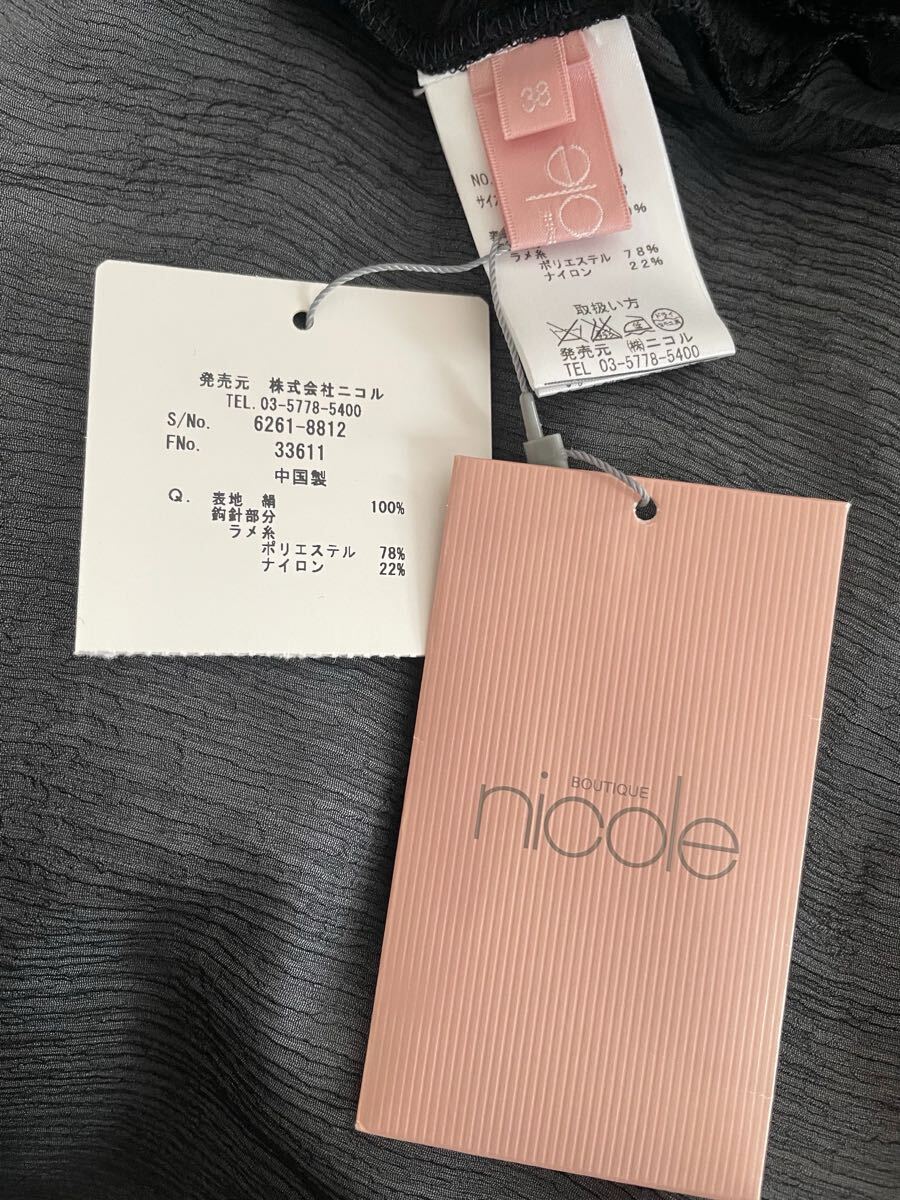 38
NO.
サイ
ラメ糸
ポリエステル 78%
ナイロン 22%
取扱い方
発売元 ㈱ニコル
TEL 03-5778-5400
発売元 株式会社ニコル
TEL.03-5778-5400
S/No. 6261-8812
FNo. 33611
中国製
Q. 表地 絹 100%
鈎針部分
ラメ糸
ポリエステル 78%
ナイロン 22%
BOUTIQUE
nicole